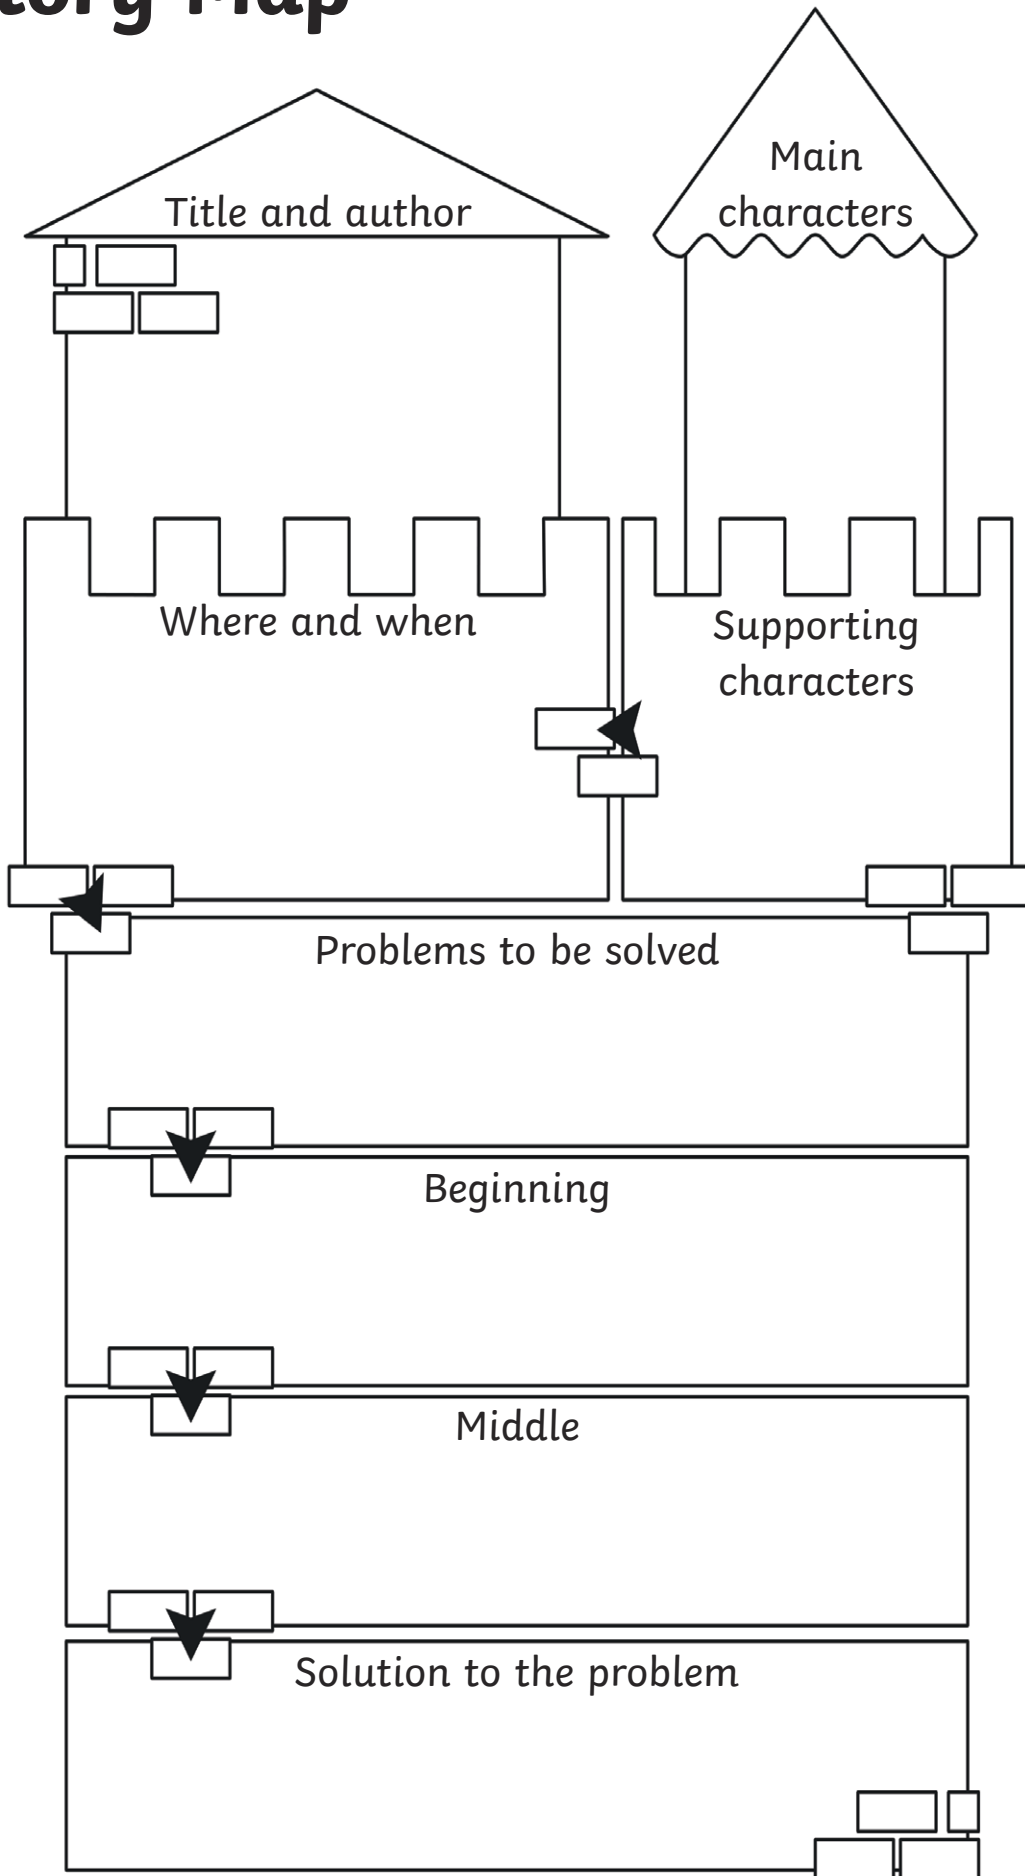 tory Map
Title and author
Main
characters
Where and when
Supporting
characters
Problems to be solved
Beginning
Middle
Solution to the problem